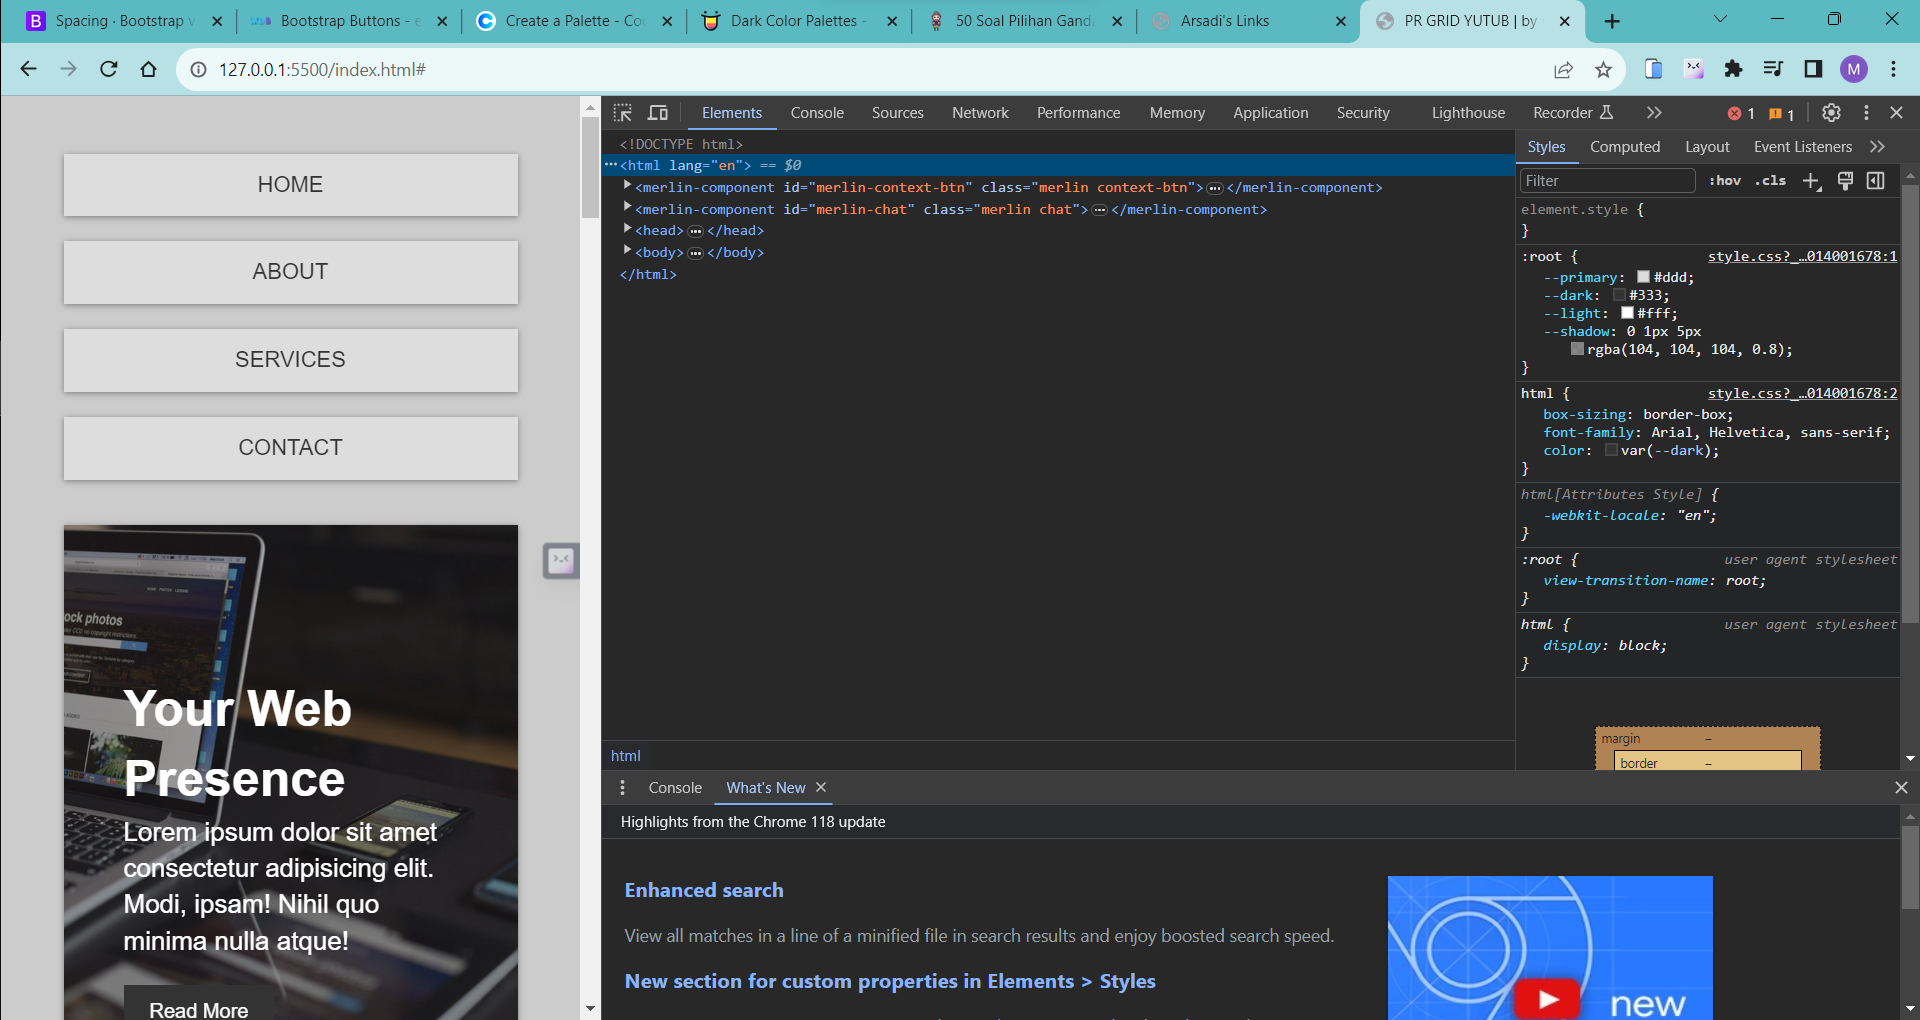 Spacing · Bootstrap v
Bootstrap Buttons - e
Create a Palette - Co
Dark Color Palettes -
50 Soal Pilihan Ganda
Arsadi's Links
PR GRID YUTUB | by
127.0.0.1:5500/index.html#
M
HOME
ABOUT
SERVICES
CONTACT
ock photos
Your Web
Presence
Lorem ipsum dolor sit amet
consectetur adipisicing elit.
Modi, ipsam! Nihil quo
minima nulla atque!
Read More
Elements Console Sources Network Performance Memory Application Security Lighthouse Recorder 1 1
<!DOCTYPE html>
<html lang="en"> == $0
<merlin-component id="merlin-context-btn" class="merlin context-btn"> </merlin-component>
<merlin-component id="merlin-chat" class="merlin chat"> </merlin-component>
<head> </head>
<body> </body>
</html>
html
Styles Computed Layout Event Listeners
Filter :hov .cls
element.style {
}
:root { style.css?_…014001678:1
--primary: #ddd;
--dark: #333;
--light: #fff;
--shadow: 0 1px 5px
rgba(104, 104, 104, 0.8);
}
html { style.css?_…014001678:2
box-sizing: border-box;
font-family: Arial, Helvetica, sans-serif;
color: var(--dark);
}
html[Attributes Style] {
-webkit-locale: "en";
}
:root { user agent stylesheet
view-transition-name: root;
}
html { user agent stylesheet
display: block;
}
margin –
border –
Console What's New
Highlights from the Chrome 118 update
Enhanced search
View all matches in a line of a minified file in search results and enjoy boosted search speed.
New section for custom properties in Elements > Styles
new